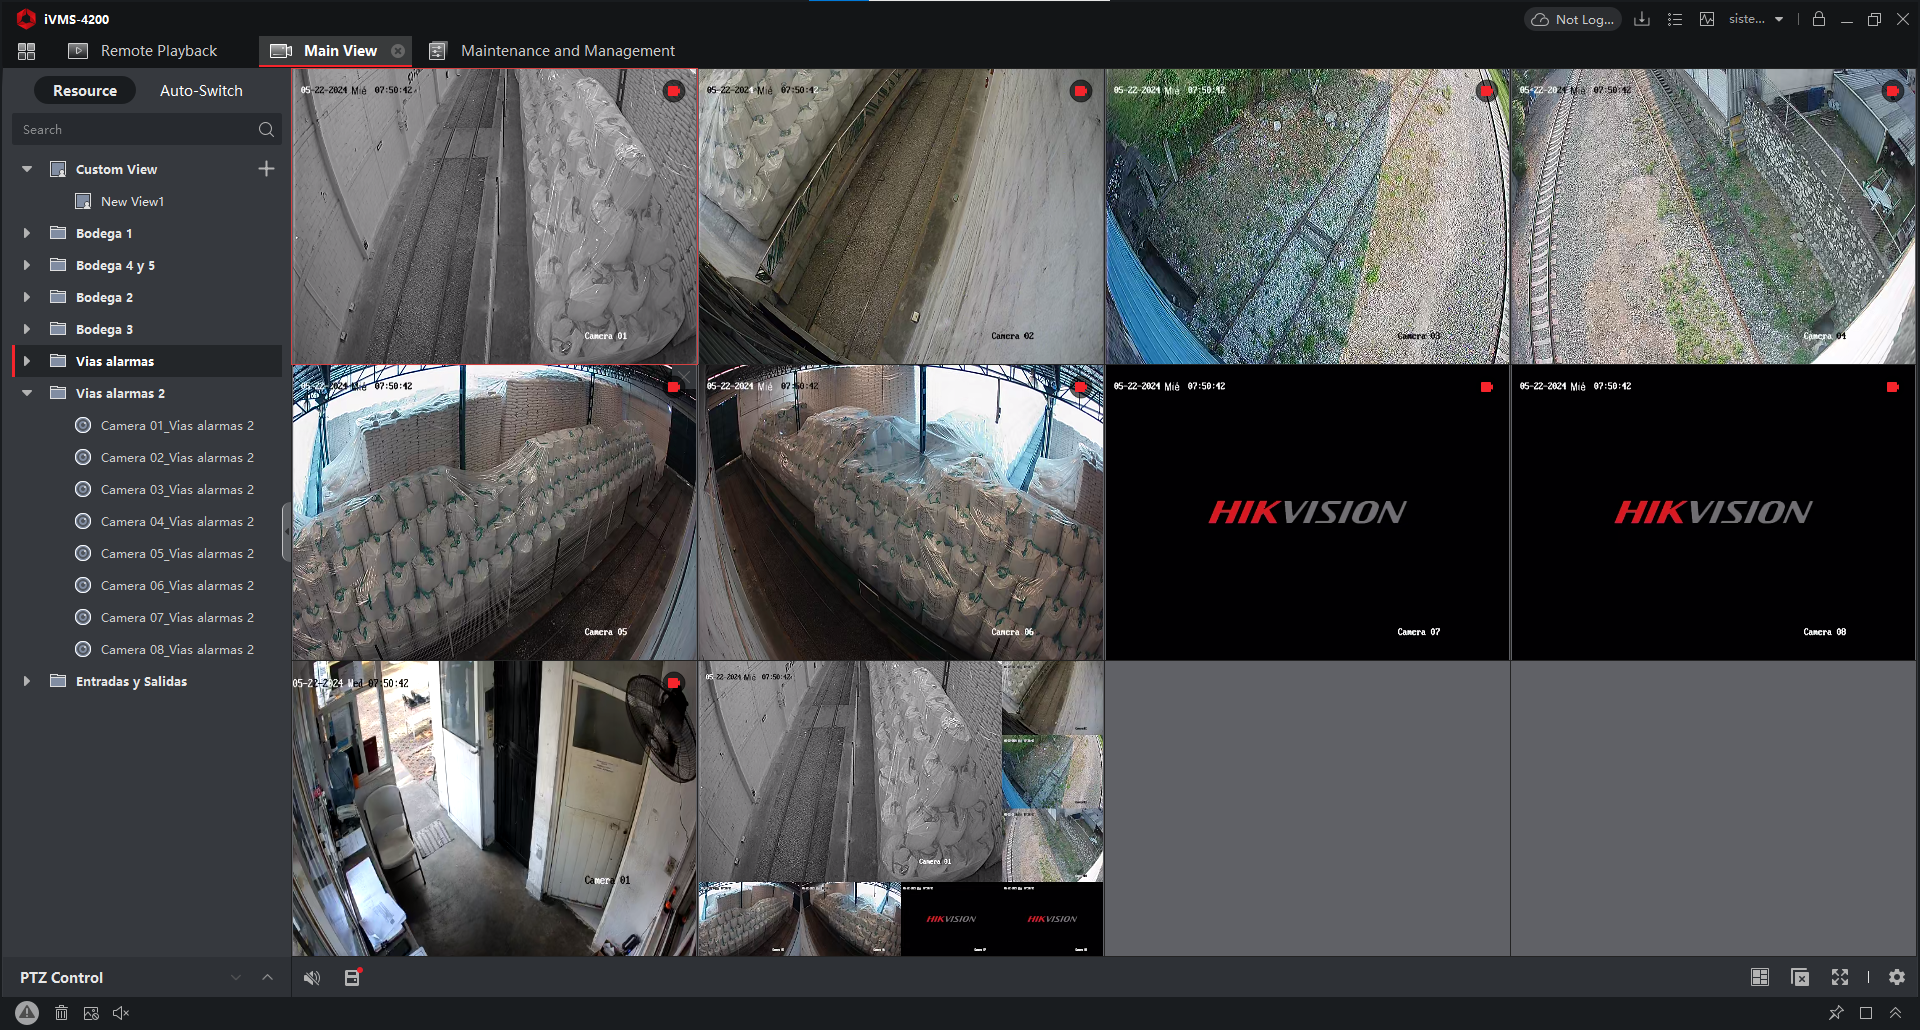 iVMS-4200
Not Log...
siste...
Remote Playback
Main View
Maintenance and Management
Resource
Auto-Switch
Search
Custom View
New View1
Bodega 1
Bodega 4 y 5
Bodega 2
Bodega 3
Vias alarmas
Vias alarmas 2
Camera 01_Vias alarmas 2
Camera 02_Vias alarmas 2
Camera 03_Vias alarmas 2
Camera 04_Vias alarmas 2
Camera 05_Vias alarmas 2
Camera 06_Vias alarmas 2
Camera 07_Vias alarmas 2
Camera 08_Vias alarmas 2
Entradas y Salidas
PTZ Control
05-22-2024 Mié 07:50:42
Camera 01
05-22-2024 Mié 07:50:42
Camera 02
05-22-2024 Mié 07:50:42
Camera 03
05-22-2024 Mié 07:50:42
Camera 04
05-22-2024 Mié 07:50:42
Camera 05
05-22-2024 Mié 07:50:42
Camera 06
05-22-2024 Mié 07:50:42
HIKVISION
Camera 07
05-22-2024 Mié 07:50:42
HIKVISION
Camera 08
05-22-2024 Wed 07:50:42
Camera 01
05-22-2024 Mié 07:50:42
Camera 01
HIKVISION
HIKVISION